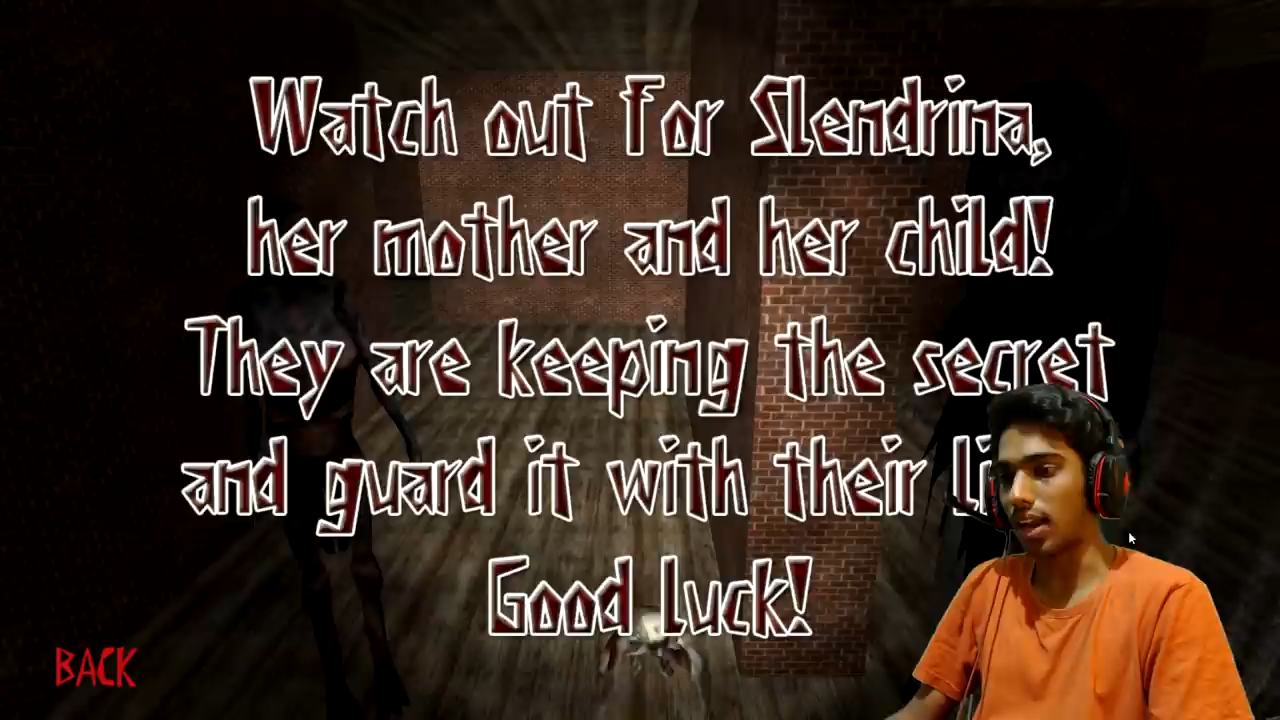 Watch out for Slendrina,
her mother and her child!
They are keeping the secret
and guard it with their
Good luck!
BACK